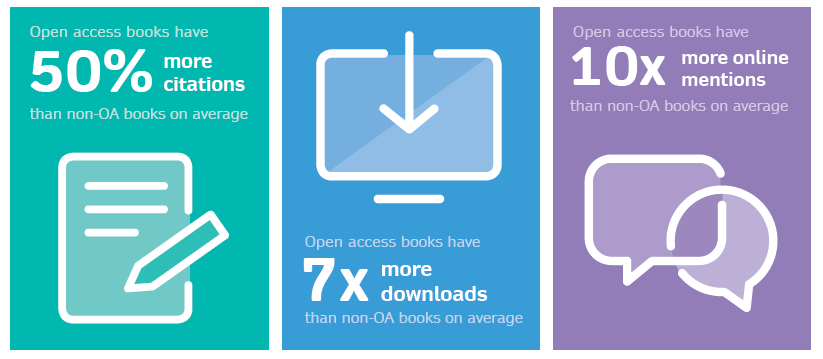 Open access books have
50% more
citations
than non-OA books on average
Open access books have
7x more
downloads
than non-OA books on average
Open access books have
10x more online
mentions
than non-OA books on average